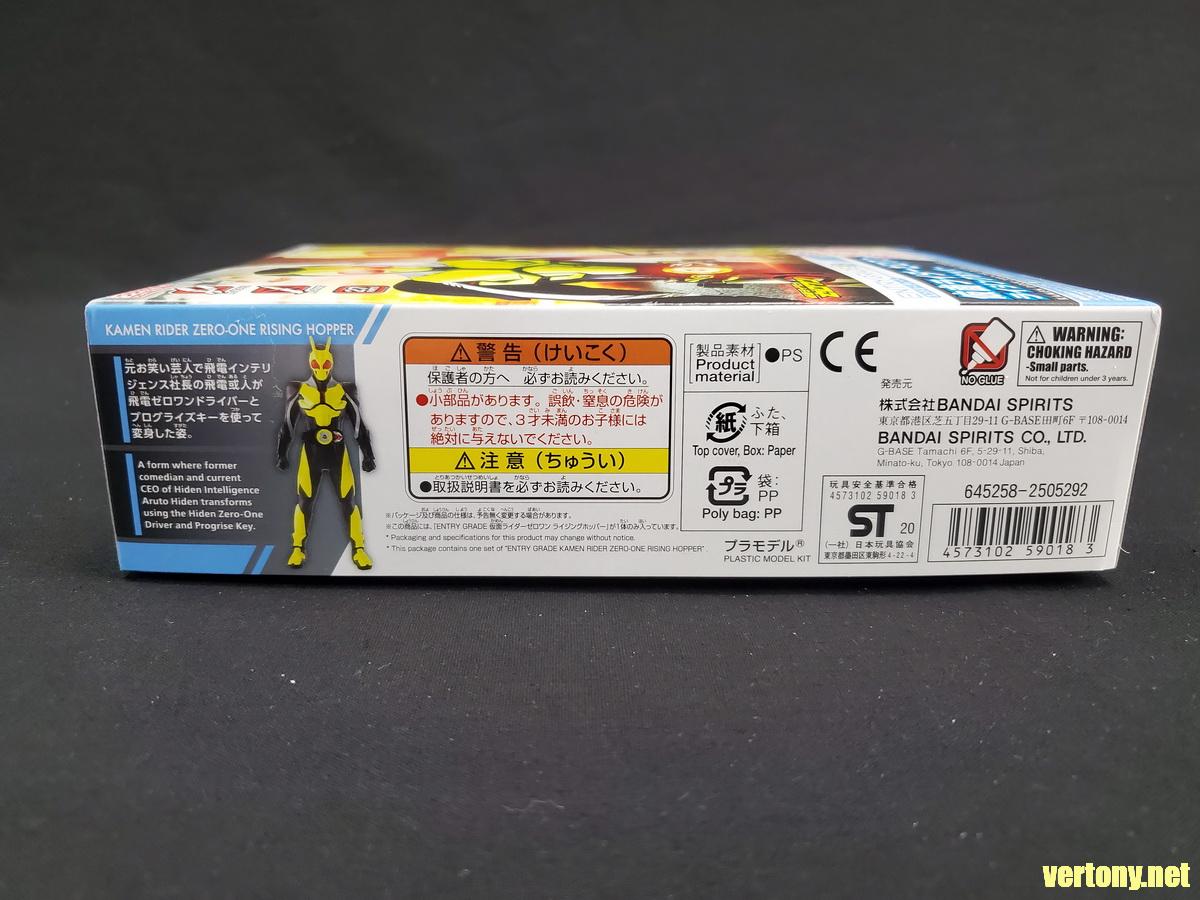 KAMEN RIDER ZERO-ONE RISING HOPPER
元お笑い芸人で飛電インテリ
ジェンス社長の飛電或人が
飛電ゼロワンドライバーと
プログライズキーを使って
変身した姿。
A form where former
comedian and current
CEO of Hiden Intelligence
Aruto Hiden transforms
using the Hiden Zero-One
Driver and Progrise Key.
警告（けいこく）
保護者の方へ 必ずお読みください。
●小部品があります。誤飲・窒息の危険が
ありますので、3才未満のお子様には
絶対に与えないでください。
注意（ちゅうい）
●取扱説明書を必ずお読みください。
※パッケージ及び商品の仕様は、予告無く変更する場合があります。
※この商品には、「ENTRY GRADE 仮面ライダーゼロワン ライジングホッパー」が1体のみ入っています。
* Packaging and specifications for this product may change without notice.
* This package contains one set of "ENTRY GRADE KAMEN RIDER ZERO-ONE RISING HOPPER".
[製品素材] ●PS
Product
material
紙
ふた、
下箱
Top cover, Box: Paper
プラ
袋:
PP
Poly bag: PP
プラモデル®
PLASTIC MODEL KIT
CE
NO GLUE
WARNING:
CHOKING HAZARD
-Small parts.
Not for children under 3 years.
発売元
株式会社BANDAI SPIRITS
東京都港区芝五丁目29-11 G-BASE田町6F 〒108-0014
BANDAI SPIRITS CO., LTD.
G-BASE Tamachi 6F, 5-29-11, Shiba,
Minato-ku, Tokyo 108-0014 Japan
玩具安全基準合格
4573102 59018 3
ST 20
(一社) 日本玩具協会
東京都墨田区東駒形4-22-4
645258-2505292
4573102 59018 3
vertony.net